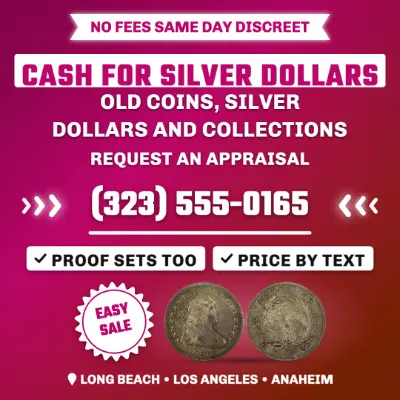 NO FEES SAME DAY DISCREET
CASH FOR SILVER DOLLARS
OLD COINS, SILVER
DOLLARS AND COLLECTIONS
REQUEST AN APPRAISAL
(323) 555-0165
✓ PROOF SETS TOO
✓ PRICE BY TEXT
EASY
SALE
LONG BEACH • LOS ANGELES • ANAHEIM